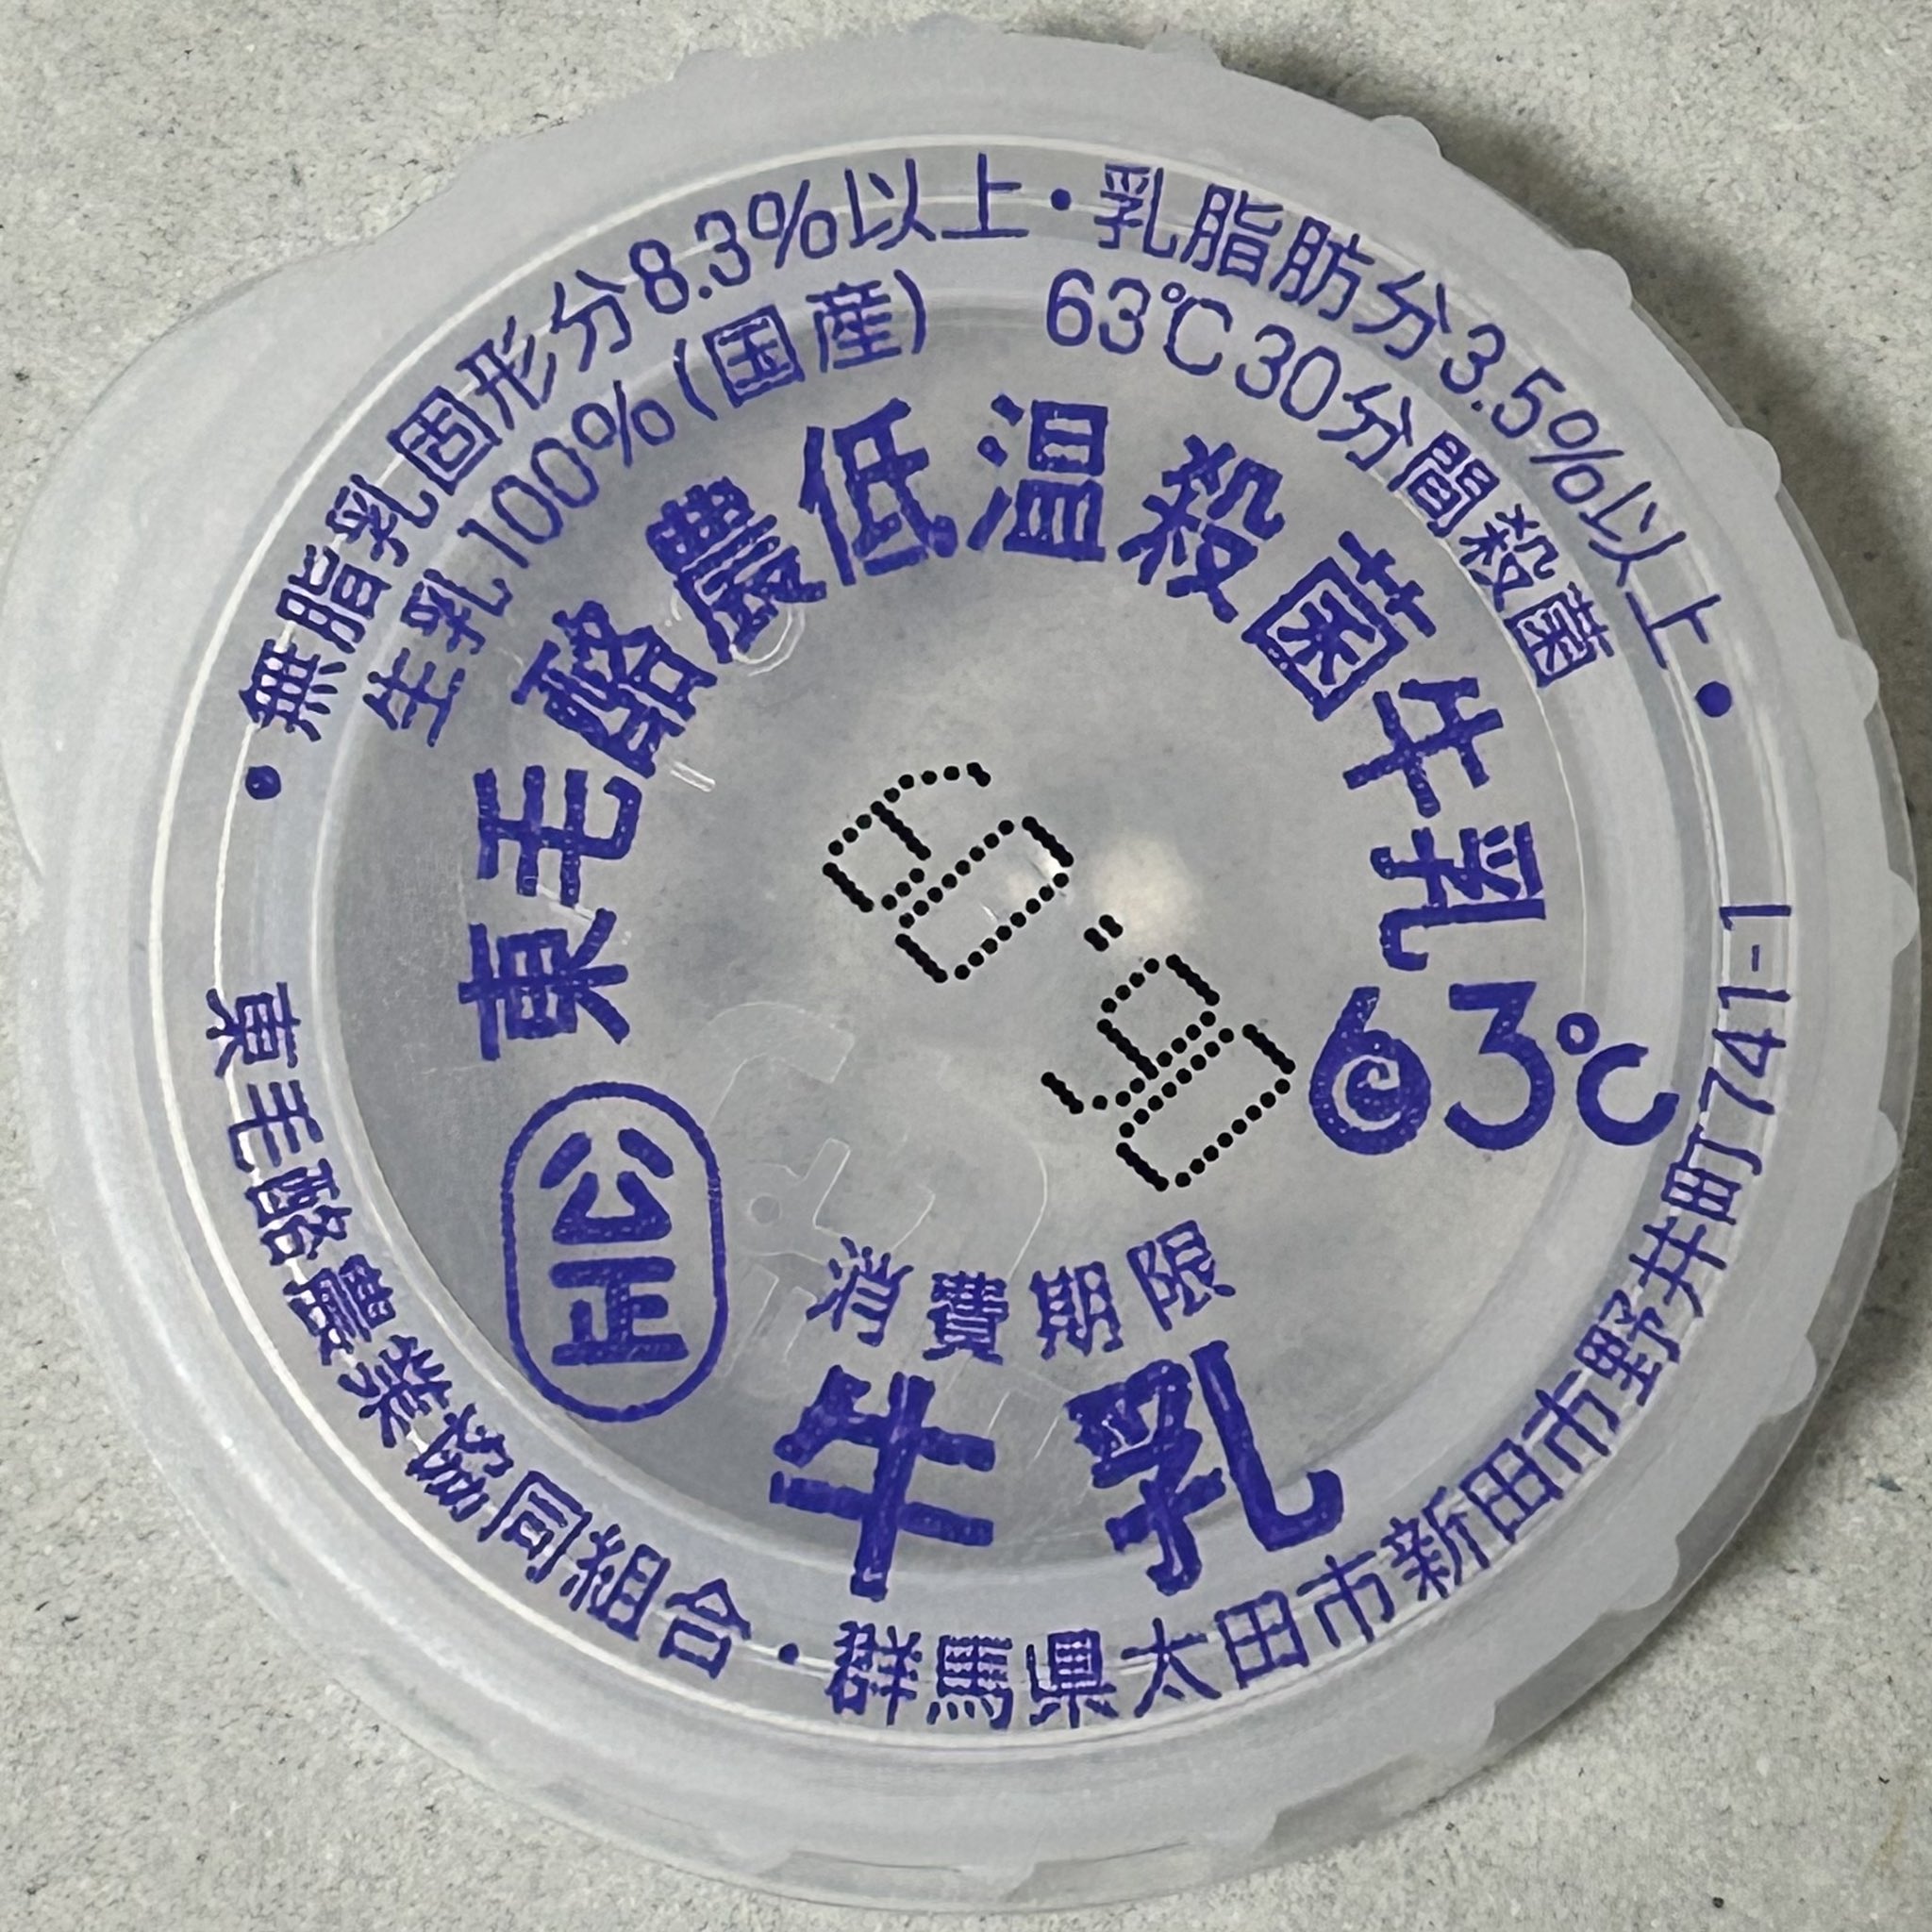 ・無脂乳固形分8.3%以上・乳脂肪分3.5%以上・
生乳100%(国産) 63℃30分間殺菌
東毛酪農低温殺菌牛乳
63℃
06.09
公正
消費期限
牛乳
東毛酪農業協同組合・群馬県太田市新田市野井町741-1